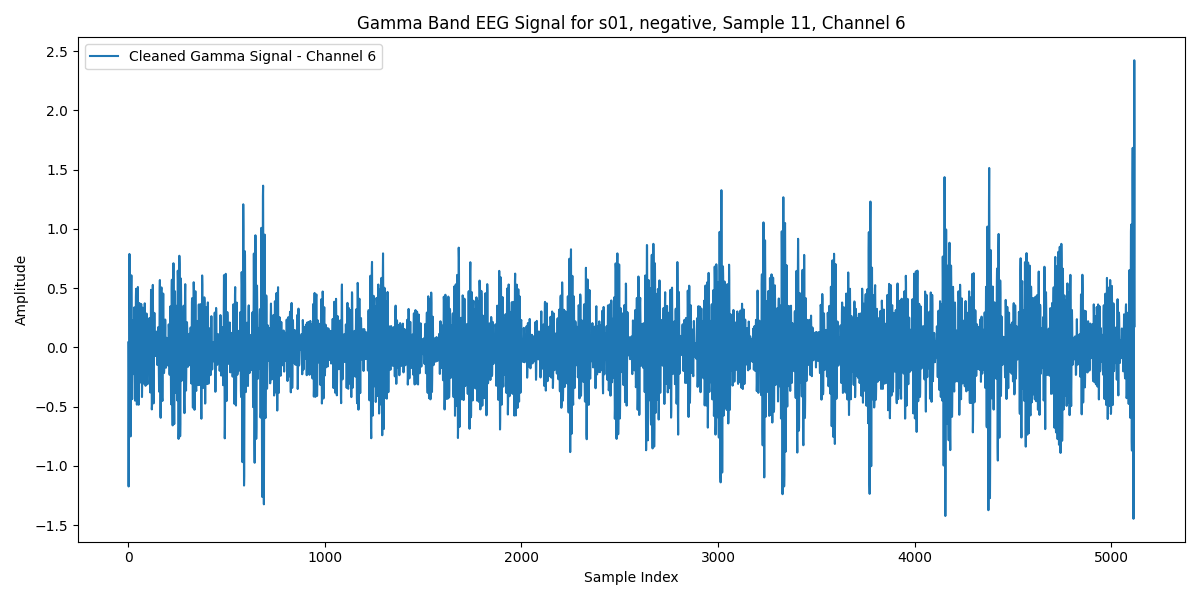 Gamma Band EEG Signal for s01, negative, Sample 11, Channel 6
Cleaned Gamma Signal - Channel 6
Amplitude
2.5
2.0
1.5
1.0
0.5
0.0
−0.5
−1.0
−1.5
0 1000 2000 3000 4000 5000
Sample Index